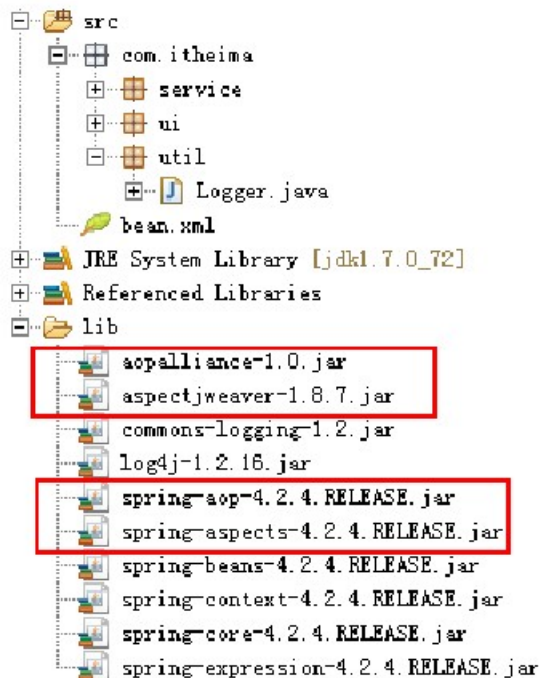 src
com.itheima
service
ui
util
Logger.java
bean.xml
JRE System Library [jdk1.7.0_72]
Referenced Libraries
lib
aopalliance-1.0.jar
aspectjweaver-1.8.7.jar
commons-logging-1.2.jar
log4j-1.2.16.jar
spring-aop-4.2.4.RELEASE.jar
spring-aspects-4.2.4.RELEASE.jar
spring-beans-4.2.4.RELEASE.jar
spring-context-4.2.4.RELEASE.jar
spring-core-4.2.4.RELEASE.jar
spring-expression-4.2.4.RELEASE.jar